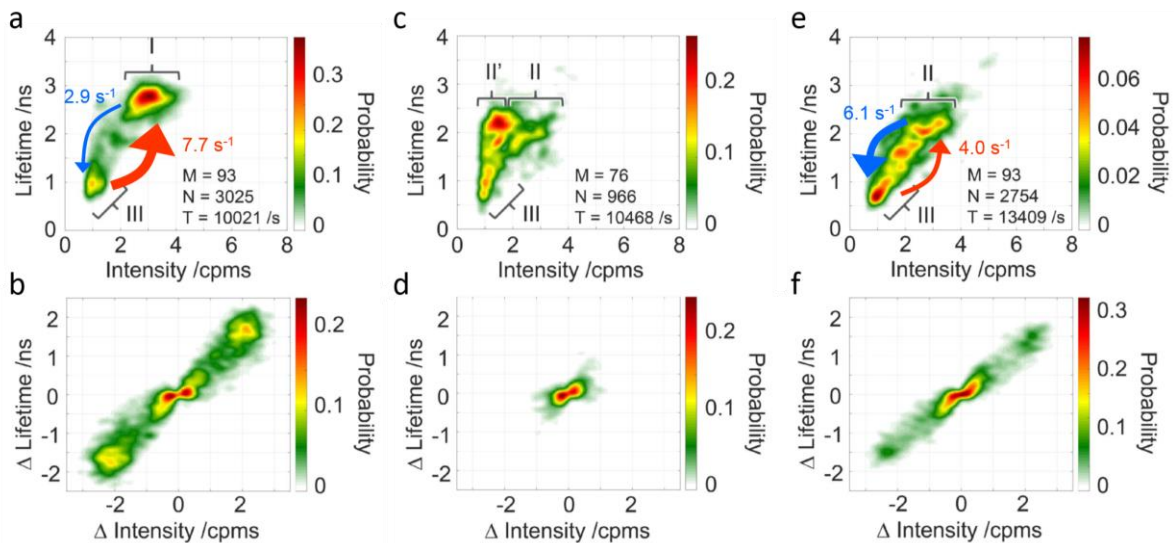 a
4
3
2
1
0
Lifetime /ns
I
2.9 s-1
7.7 s-1
III
M = 93
N = 3025
T = 10021 /s
0 2 4 6 8
Intensity /cpms
0.3
0.2
0.1
0
Probability
c
4
3
2
1
0
Lifetime /ns
II' II
III
M = 76
N = 966
T = 10468 /s
0 2 4 6 8
Intensity /cpms
0.2
0.1
0
Probability
e
4
3
2
1
0
Lifetime /ns
II
6.1 s-1
4.0 s-1
III
M = 93
N = 2754
T = 13409 /s
0 2 4 6 8
Intensity /cpms
0.06
0.04
0.02
0
Probability
b
2
1
0
-1
-2
Δ Lifetime /ns
-2 0 2
Δ Intensity /cpms
0.2
0.1
0
Probability
d
2
1
0
-1
-2
Δ Lifetime /ns
-2 0 2
Δ Intensity /cpms
0.2
0.1
0
Probability
f
2
1
0
-1
-2
Δ Lifetime /ns
-2 0 2
Δ Intensity /cpms
0.3
0.2
0.1
0
Probability